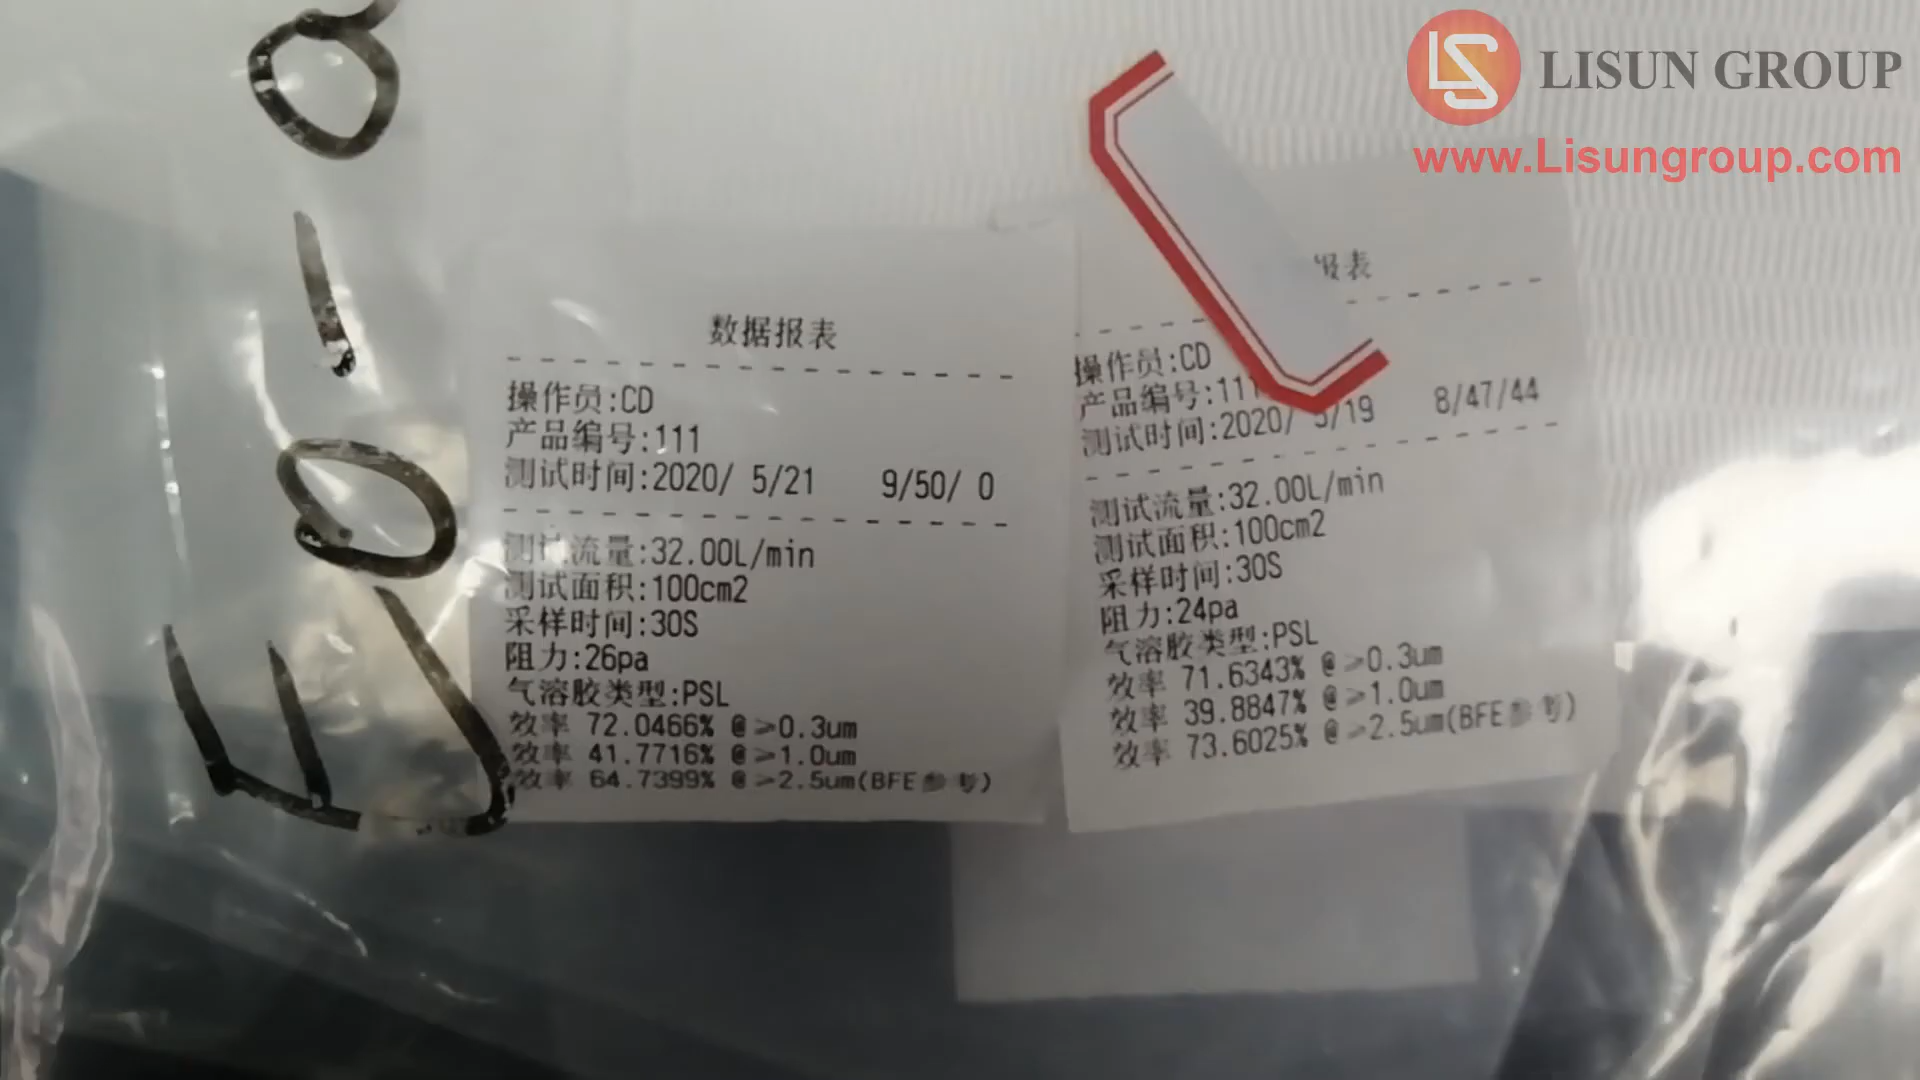 LISUN GROUP
www.Lisungroup.com
数据报表
操作员:CD
产品编号:111
测试时间:2020/ 5/21 9/50/ 0
测试流量:32.00L/min
测试面积:100cm2
采样时间:30S
阻力:26pa
气溶胶类型:PSL
效率 72.0466% @≥0.3um
效率 41.7716% @≥1.0um
效率 64.7399% @≥2.5um(BFE参考)
报表
操作员:CD
产品编号:111
测试时间:2020/ 5/19 8/47/44
测试流量:32.00L/min
测试面积:100cm2
采样时间:30S
阻力:24pa
气溶胶类型:PSL
效率 71.6343% @≥0.3um
效率 39.8847% @≥1.0um
效率 73.6025% @≥2.5um(BFE参考)